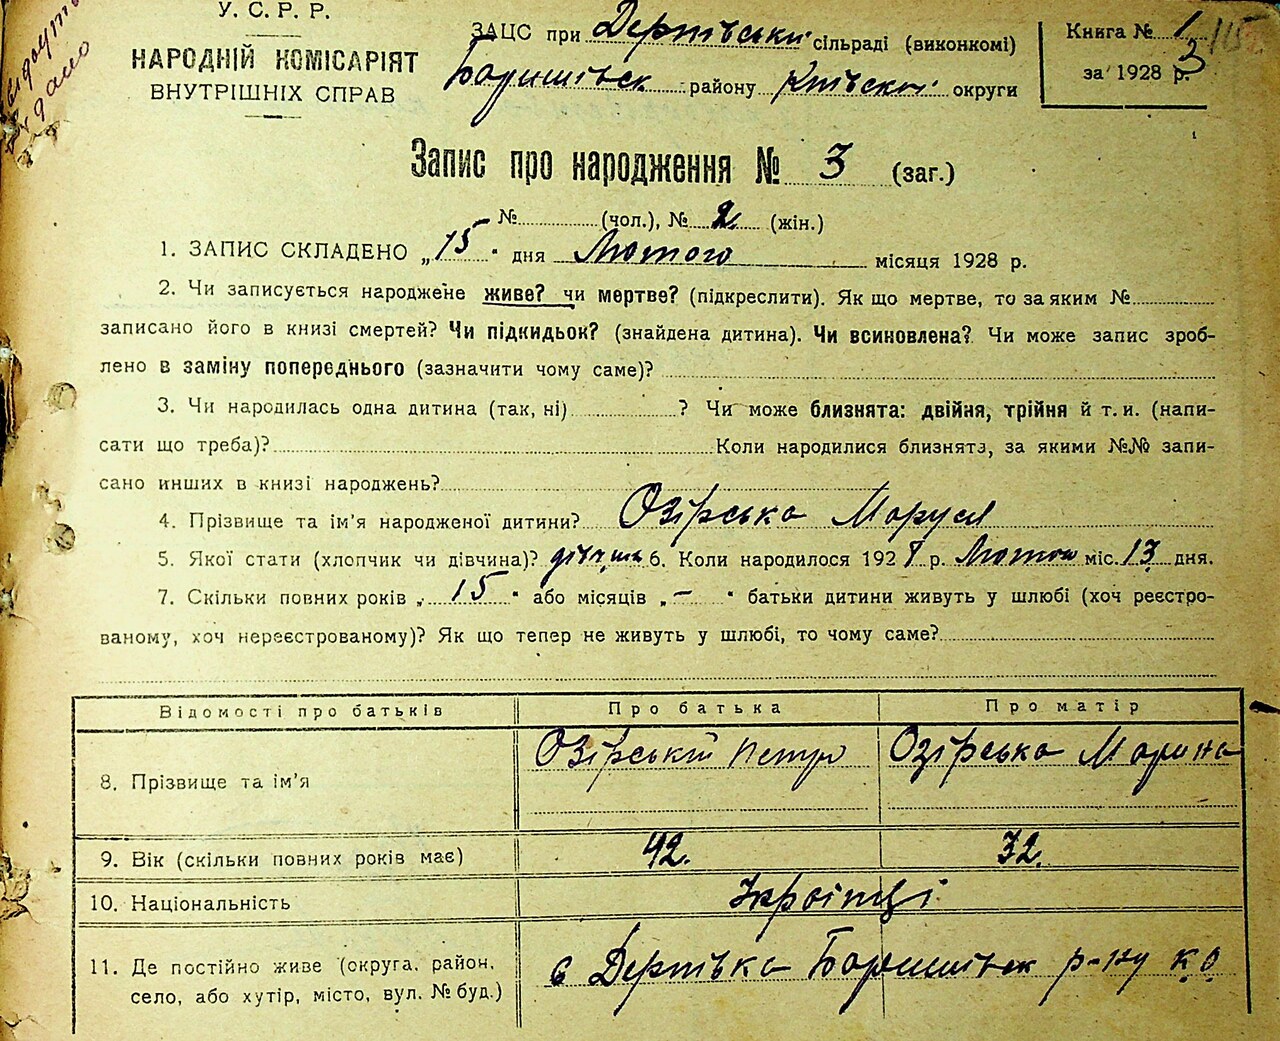 У. С. Р. Р.
НАРОДНІЙ КОМІСАРІЯТ
ВНУТРІШНІХ СПРАВ
ЗАЦС при Дернівські сільраді (виконкомі)
Баришівськ району Київської округи
Книга № 1
за 1928 р. 3
Запис про народження № 3 (заг.)
№ (чол.), № 2 (жін.)
1. ЗАПИС СКЛАДЕНО „15" дня Лютого місяця 1928 р.
2. Чи записується народжене живе? чи мертве? (підкреслити). Як що мертве, то за яким №
записано його в книзі смертей? Чи підкидьок? (знайдена дитина). Чи всиновлена? Чи може запис зроб-
лено в заміну попереднього (зазначити чому саме)?
3. Чи народилась одна дитина (так, ні) ? Чи може близнята: двійня, трійня й т. и. (напи-
сати що треба)? Коли народилися близнята, за якими №№ запи-
сано инших в книзі народжень?
4. Прізвище та ім'я народженої дитини? Озірська Маруся
5. Якої стати (хлопчик чи дівчина)? дівчина 6. Коли народилося 1928 р. Лютого міс. 13 дня.
7. Скільки повних років „15" або місяців „–" батьки дитини живуть у шлюбі (хоч реєстро-
ваному, хоч нереєстрованому)? Як що тепер не живуть у шлюбі, то чому саме?
Відомості про батьків Про батька Про матір
8. Прізвище та ім'я Озірський Петро Озірська Марина
9. Вік (скільки повних років має) 42. 32.
10. Національність Українці
11. Де постійно живе (округа, район,
село, або хутір, місто, вул. № буд.) с Дернівка Баришівськ р-ну К.О